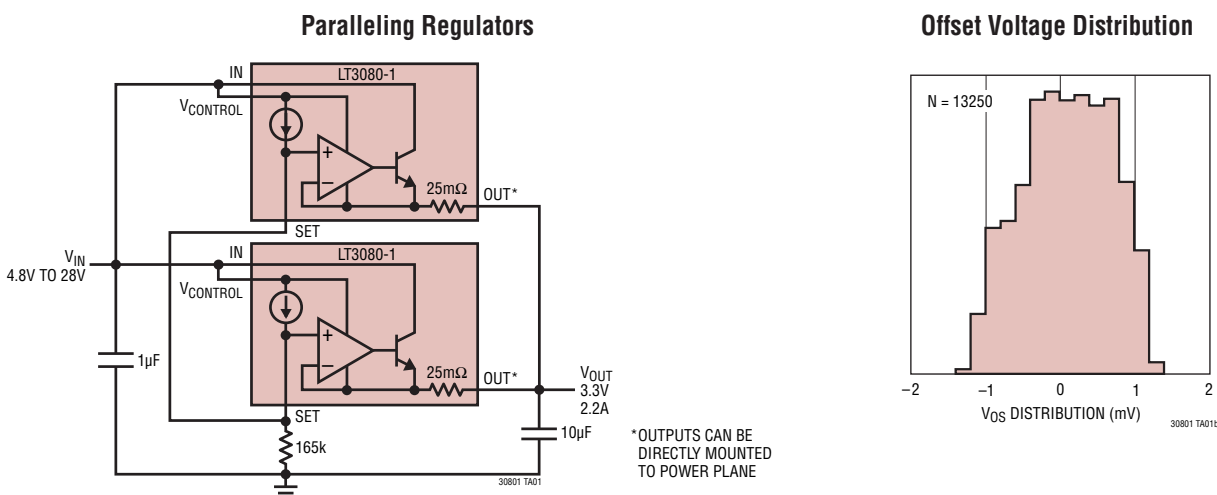 Paralleling Regulators
IN
LT3080-1
VCONTROL
+
–
25mΩ
OUT*
SET
IN
LT3080-1
VIN
4.8V TO 28V
VCONTROL
+
–
1µF
25mΩ
OUT*
VOUT
3.3V
2.2A
SET
165k
10µF
*OUTPUTS CAN BE
DIRECTLY MOUNTED
TO POWER PLANE
30801 TA01
Offset Voltage Distribution
N = 13250
–2 –1 0 1 2
VOS DISTRIBUTION (mV)
30801 TA01b